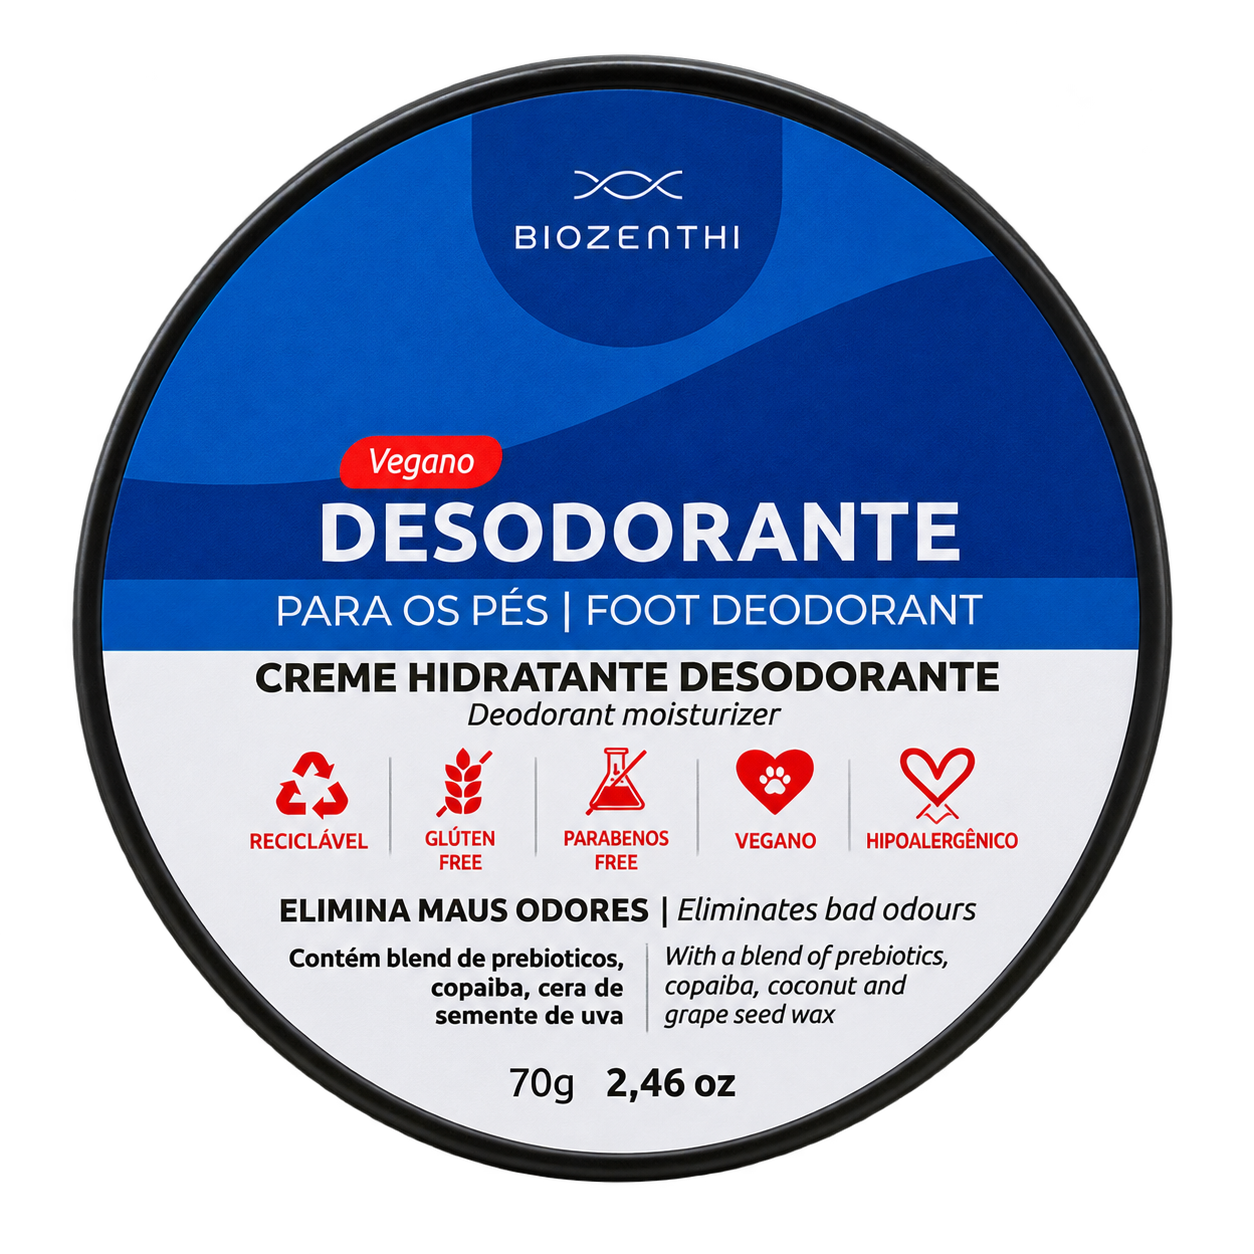 BIOZENTHI
Vegano
DESODORANTE
PARA OS PÉS | FOOT DEODORANT
CREME HIDRATANTE DESODORANTE
Deodorant moisturizer
RECICLÁVEL
GLÚTEN
FREE
PARABENOS
FREE
VEGANO
HIPOALERGÊNICO
ELIMINA MAUS ODORES | Eliminates bad odours
Contém blend de prebioticos,
copaiba, cera de
semente de uva
With a blend of prebiotics,
copaiba, coconut and
grape seed wax
70g 2,46 oz